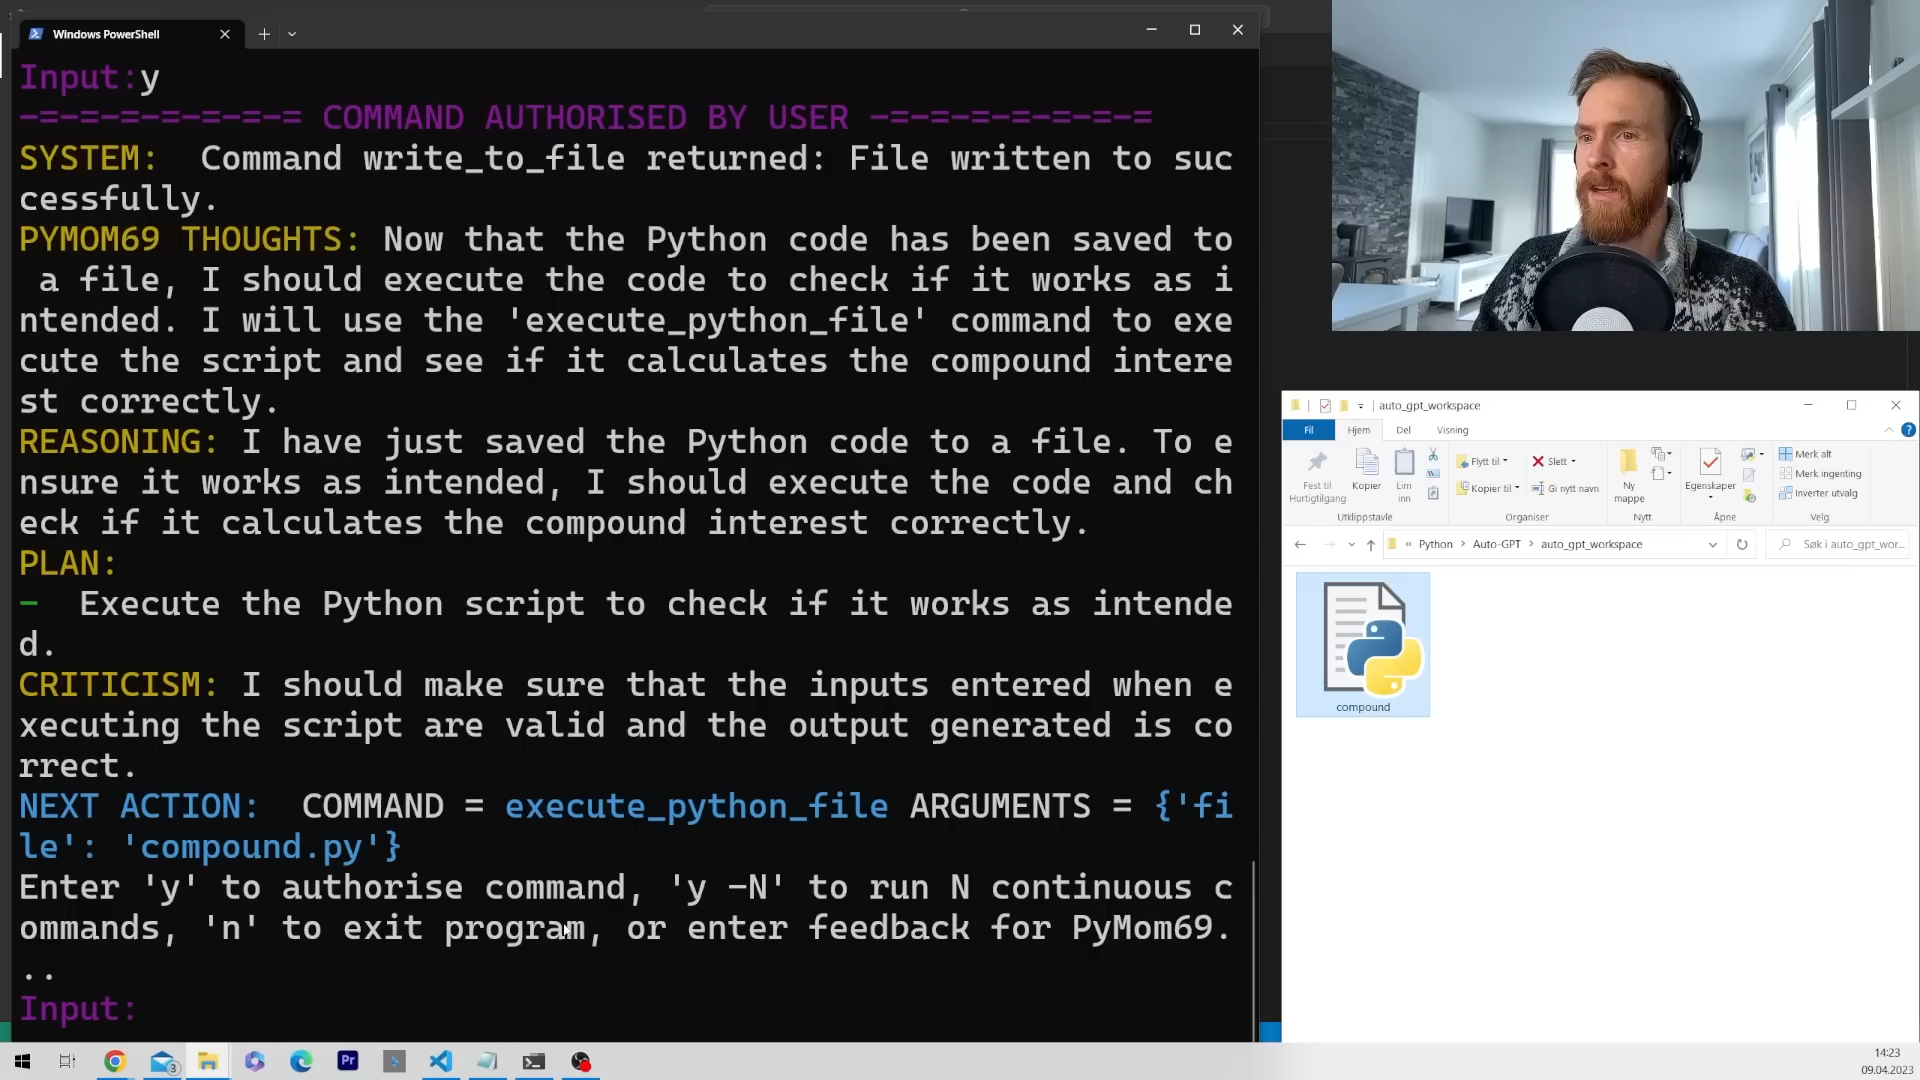 Windows PowerShell
Input:y
-=-=-=-=-=-=-= COMMAND AUTHORISED BY USER -=-=-=-=-=-=-=
SYSTEM:  Command write_to_file returned: File written to suc
cessfully.
PYMOM69 THOUGHTS: Now that the Python code has been saved to
 a file, I should execute the code to check if it works as i
ntended. I will use the 'execute_python_file' command to exe
cute the script and see if it calculates the compound intere
st correctly.
REASONING: I have just saved the Python code to a file. To e
nsure it works as intended, I should execute the code and ch
eck if it calculates the compound interest correctly.
PLAN:
-  Execute the Python script to check if it works as intende
d.
CRITICISM: I should make sure that the inputs entered when e
xecuting the script are valid and the output generated is co
rrect.
NEXT ACTION:  COMMAND = execute_python_file ARGUMENTS = {'fi
le': 'compound.py'}
Enter 'y' to authorise command, 'y -N' to run N continuous c
ommands, 'n' to exit program, or enter feedback for PyMom69.
..
Input:
auto_gpt_workspace
Fil Hjem Del Visning
Fest til
Hurtigtilgang
Kopier
Lim
inn
Utklippstavle
Flytt til
Kopier til
Slett
Gi nytt navn
Organiser
Ny
mappe
Nytt
Egenskaper
Åpne
Merk alt
Merk ingenting
Inverter utvalg
Velg
« Python > Auto-GPT > auto_gpt_workspace
Søk i auto_gpt_wor...
compound
3
Pr
14:23
09.04.2023